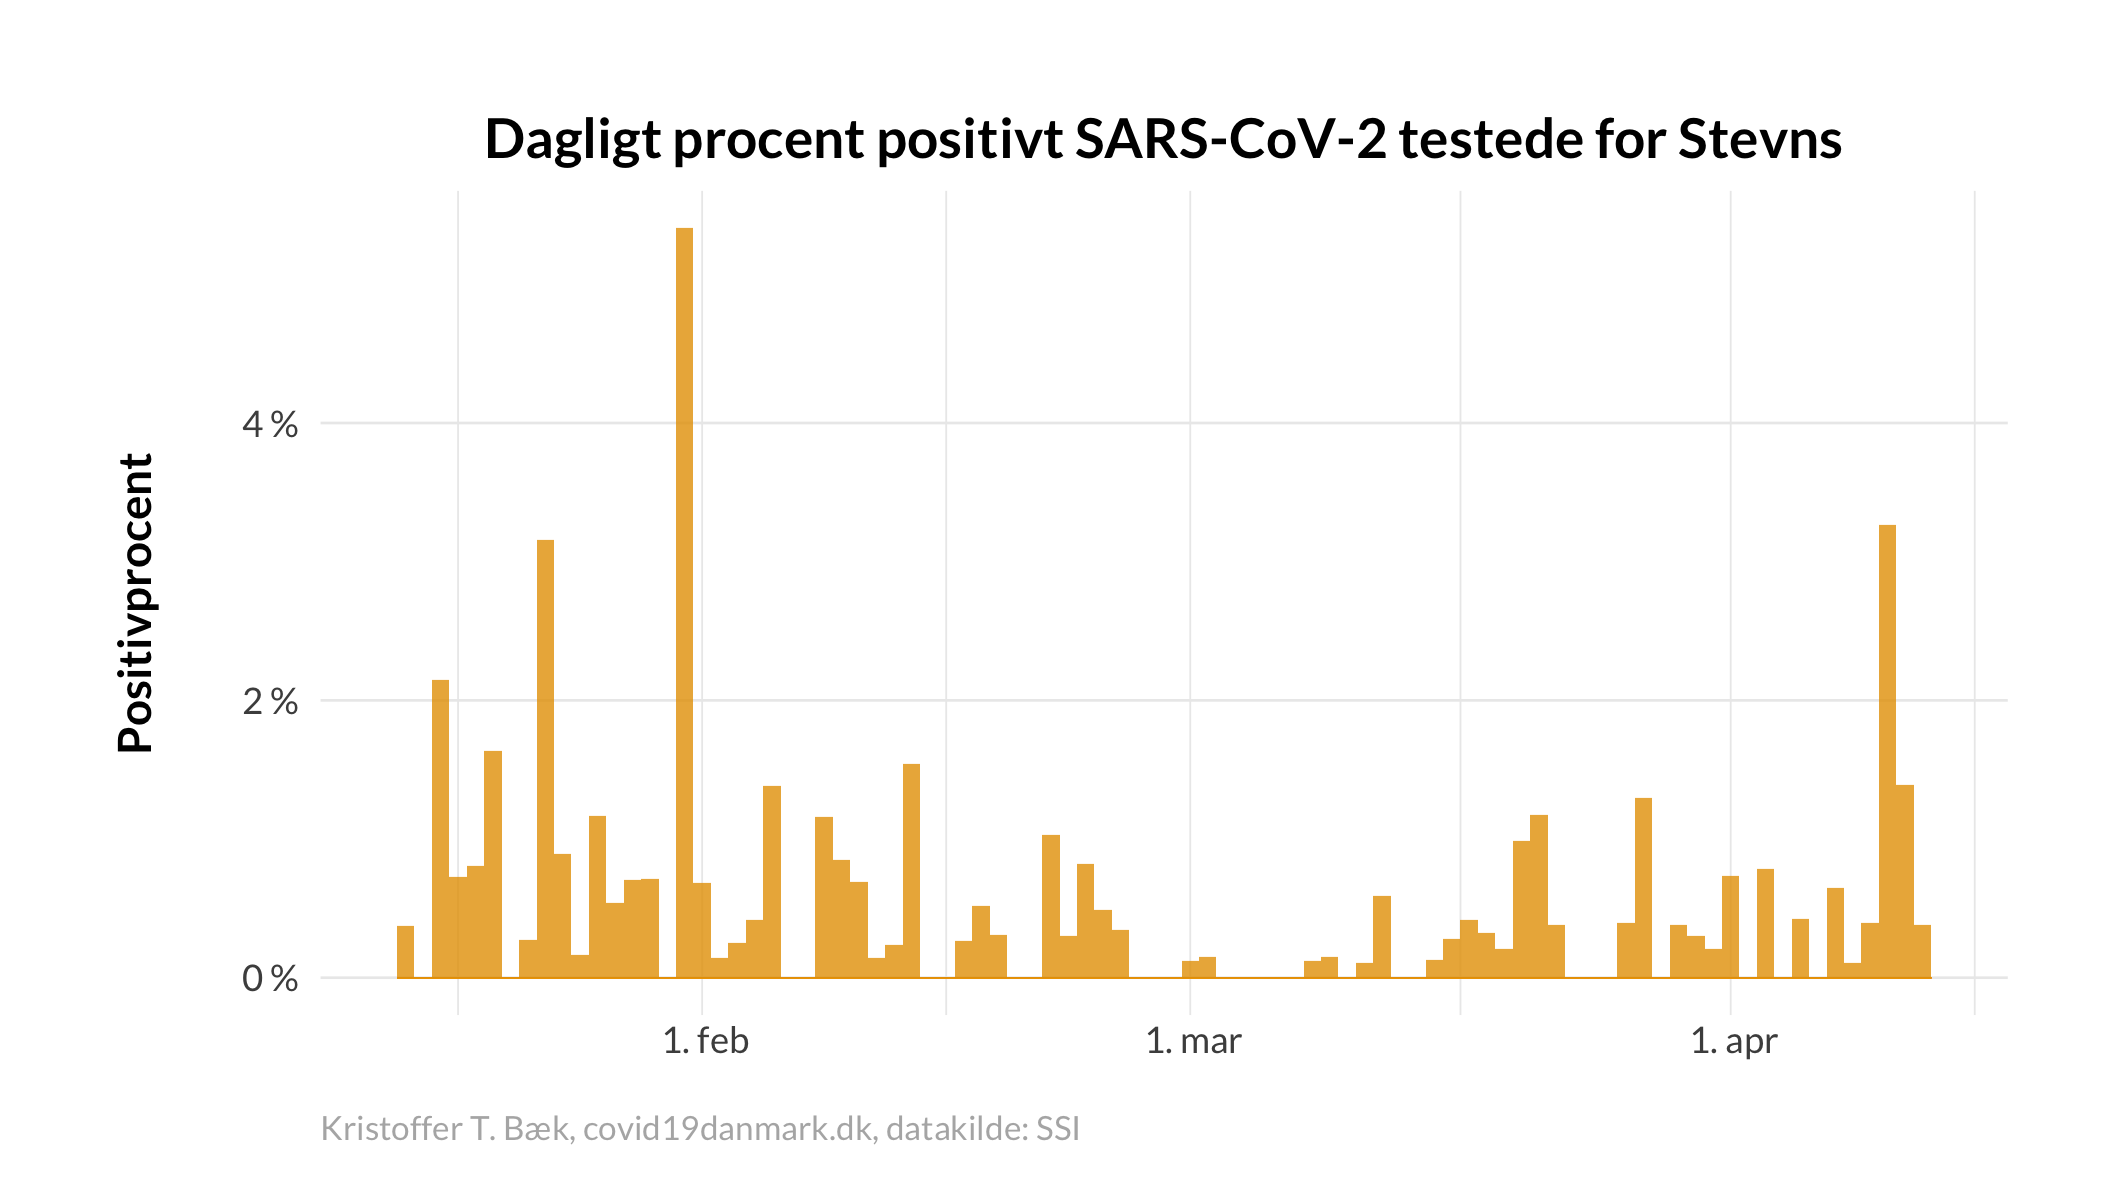 Dagligt procent positivt SARS-CoV-2 testede for Stevns
Positivprocent
4 %
2 %
0 %
1. feb
1. mar
1. apr
Kristoffer T. Bæk, covid19danmark.dk, datakilde: SSI